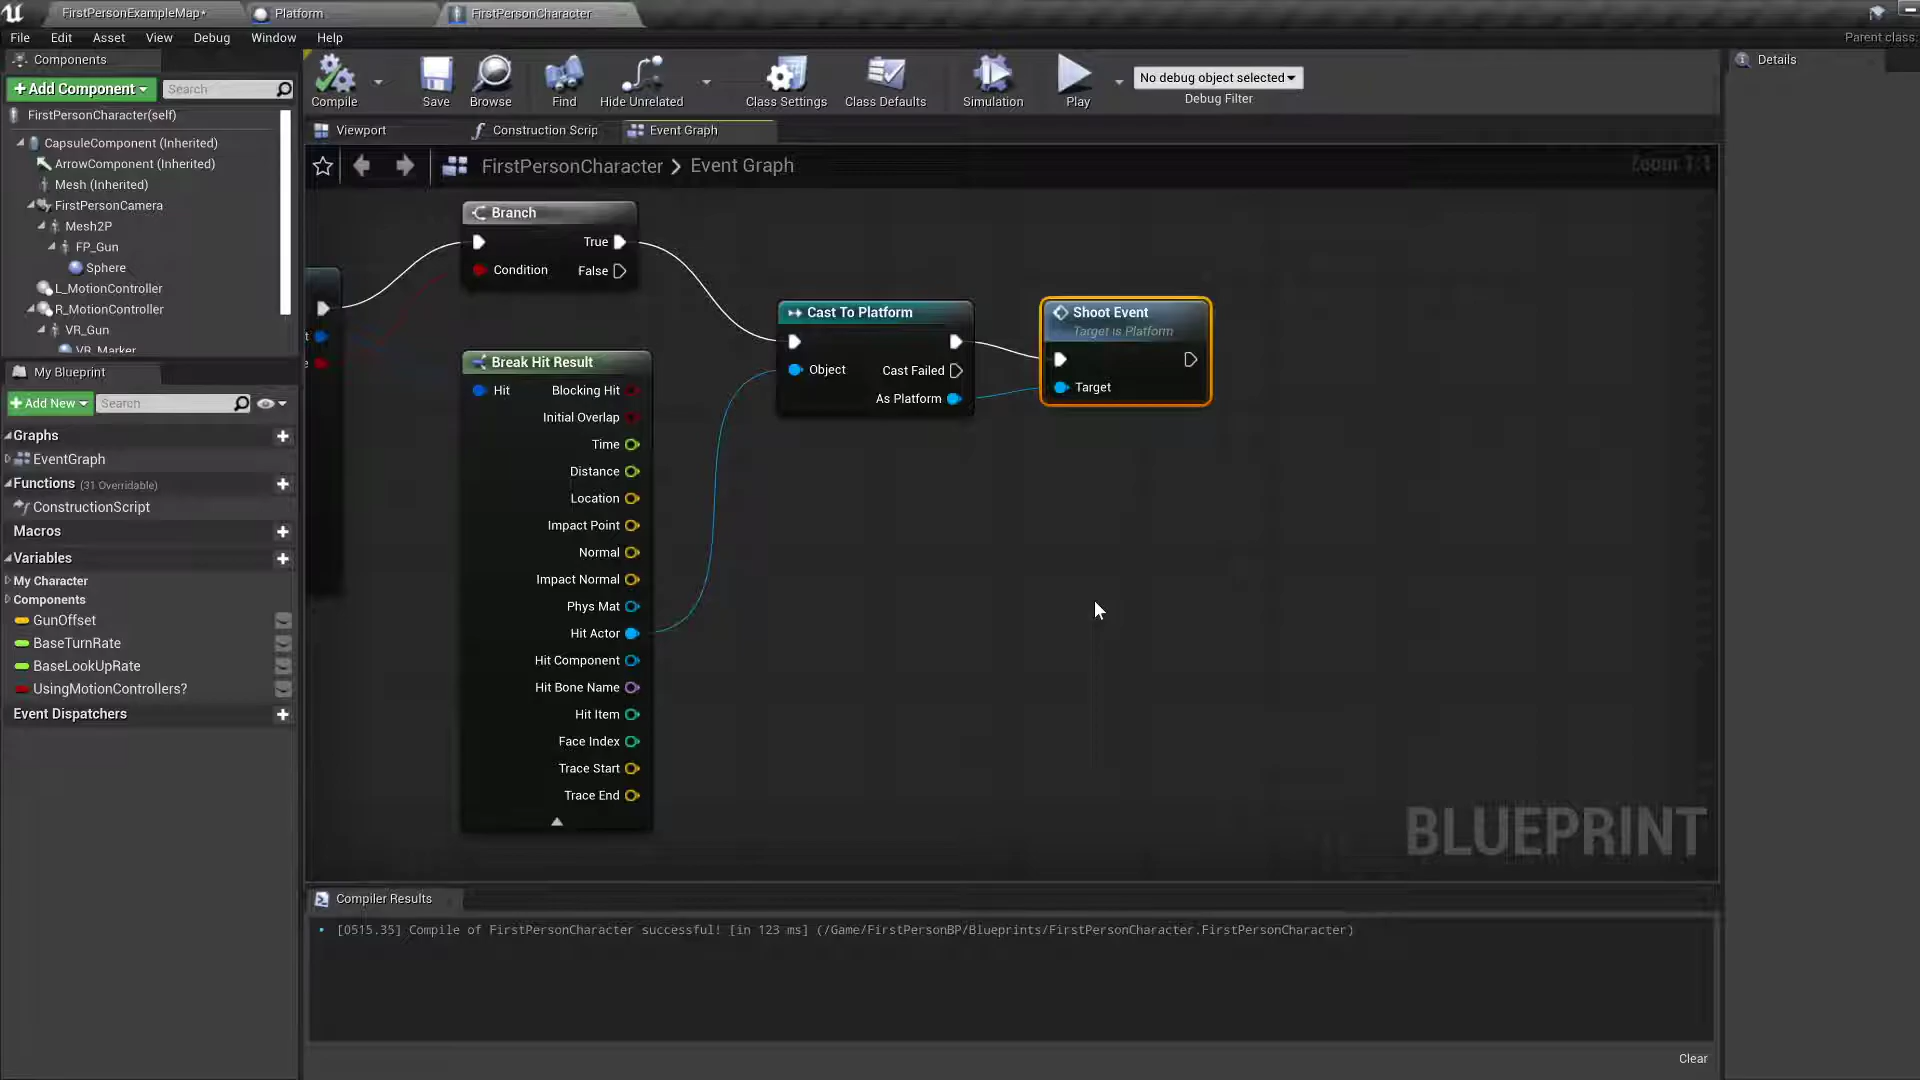 FirstPersonExampleMap*
Platform
FirstPersonCharacter
File Edit Asset View Debug Window Help
Parent class:
Components
Details
+ Add Component
Search
Compile
Save
Browse
Find
Hide Unrelated
Class Settings
Class Defaults
Simulation
Play
No debug object selected
Debug Filter
FirstPersonCharacter(self)
CapsuleComponent (Inherited)
ArrowComponent (Inherited)
Mesh (Inherited)
FirstPersonCamera
Mesh2P
FP_Gun
Sphere
L_MotionController
R_MotionController
VR_Gun
VR_Marker
Viewport
Construction Scrip
Event Graph
FirstPersonCharacter > Event Graph
Zoom 1:1
Branch
True
Condition
False
Break Hit Result
Hit
Blocking Hit
Initial Overlap
Time
Distance
Location
Impact Point
Normal
Impact Normal
Phys Mat
Hit Actor
Hit Component
Hit Bone Name
Hit Item
Face Index
Trace Start
Trace End
Cast To Platform
Object
Cast Failed
As Platform
Shoot Event
Target is Platform
Target
BLUEPRINT
My Blueprint
+ Add New
Search
Graphs
EventGraph
Functions (31 Overridable)
ConstructionScript
Macros
Variables
My Character
Components
GunOffset
BaseTurnRate
BaseLookUpRate
UsingMotionControllers?
Event Dispatchers
Compiler Results
[0515.35] Compile of FirstPersonCharacter successful! [in 123 ms] (/Game/FirstPersonBP/Blueprints/FirstPersonCharacter.FirstPersonCharacter)
Clear